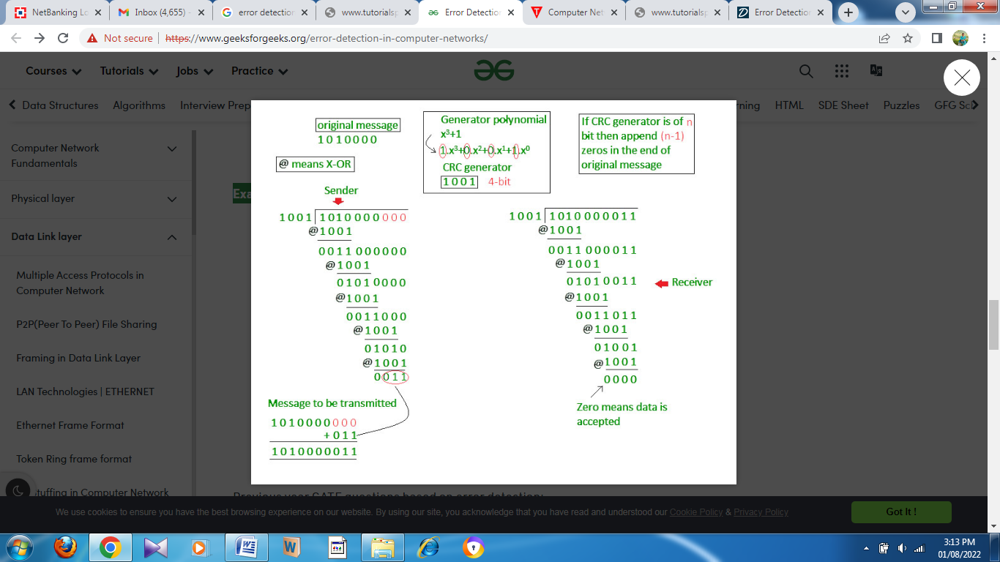 NetBanking Lo
Inbox (4,655) -
error detection
www.tutorialsp
Error Detection
Computer Net
www.tutorialsp
Error Detection
Not secure
https://www.geeksforgeeks.org/error-detection-in-computer-networks/
Courses
Tutorials
Jobs
Practice
Data Structures
Algorithms
Interview Prep
rning
HTML
SDE Sheet
Puzzles
GFG Sch
Computer Network
Fundamentals
Physical layer
Data Link layer
Multiple Access Protocols in
Computer Network
P2P(Peer To Peer) File Sharing
Framing in Data Link Layer
LAN Technologies | ETHERNET
Ethernet Frame Format
Token Ring frame format
tuffing in Computer Network
Exa
original message
1 0 1 0 0 0 0
@ means X-OR
Generator polynomial
x³+1
1.x³+0.x²+0.x¹+1.x⁰
CRC generator
1 0 0 1 4-bit
If CRC generator is of n
bit then append (n-1)
zeros in the end of
original message
Sender
1 0 0 1 1 0 1 0 0 0 0 0 0 0
@ 1 0 0 1
0 0 1 1 0 0 0 0 0 0
@ 1 0 0 1
0 1 0 1 0 0 0 0
@ 1 0 0 1
0 0 1 1 0 0 0
@ 1 0 0 1
0 1 0 1 0
@ 1 0 0 1
0 0 1 1
Message to be transmitted
1 0 1 0 0 0 0 0 0 0
+ 0 1 1
1 0 1 0 0 0 0 0 1 1
1 0 0 1 1 0 1 0 0 0 0 0 1 1
@ 1 0 0 1
0 0 1 1 0 0 0 0 1 1
@ 1 0 0 1
0 1 0 1 0 0 1 1
Receiver
@ 1 0 0 1
0 0 1 1 0 1 1
@ 1 0 0 1
0 1 0 0 1
@ 1 0 0 1
0 0 0 0
Zero means data is
accepted
Previous year GATE questions based on error detection:
We use cookies to ensure you have the best browsing experience on our website. By using our site, you acknowledge that you have read and understood our Cookie Policy & Privacy Policy
Got It !
3:13 PM
01/08/2022